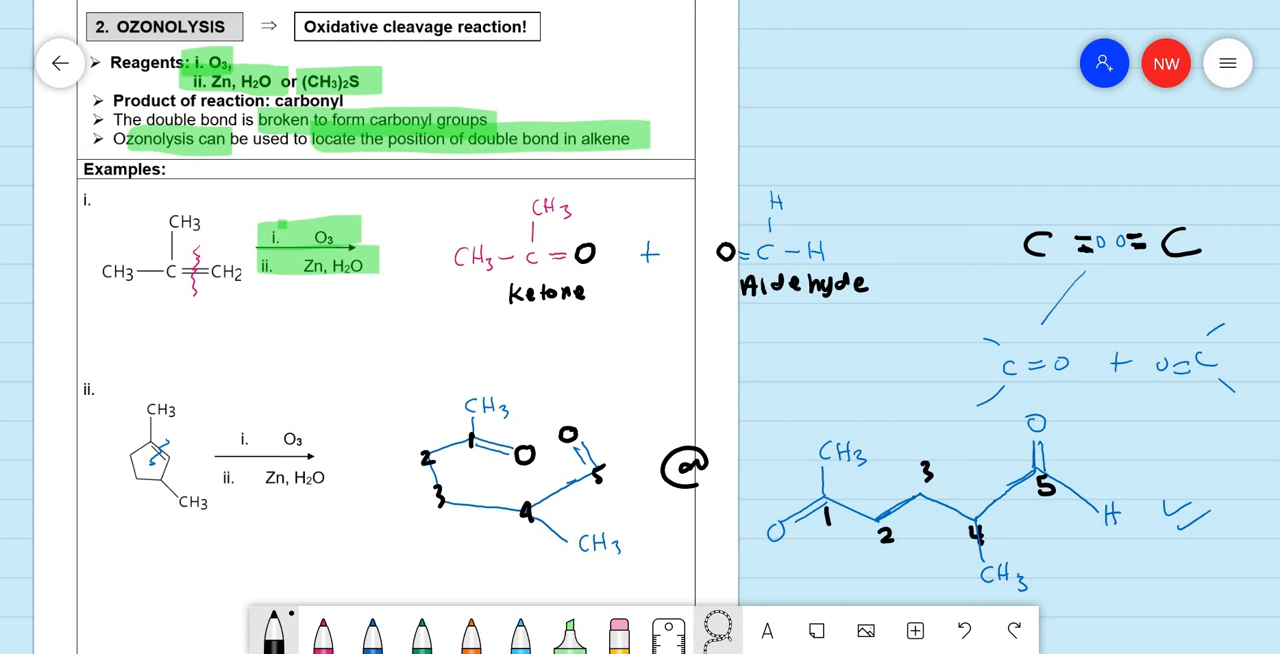 2. OZONOLYSIS ⇒ Oxidative cleavage reaction!
➢ Reagents: i. O3,
ii. Zn, H2O or (CH3)2S
➢ Product of reaction: carbonyl
➢ The double bond is broken to form carbonyl groups
➢ Ozonolysis can be used to locate the position of double bond in alkene
NW
Examples:
i.
CH3
CH3—C=CH2
i. O3
ii. Zn, H2O
CH3
CH3 – C = O + O = C – H
H
Ketone
Aldehyde
C = O O = C
C = O + O = C
ii.
CH3
CH3
i. O3
ii. Zn, H2O
CH3
1
O
O
2
3
4
5
CH3
@
CH3
O
O
1
2
3
4
5
H
CH3
A